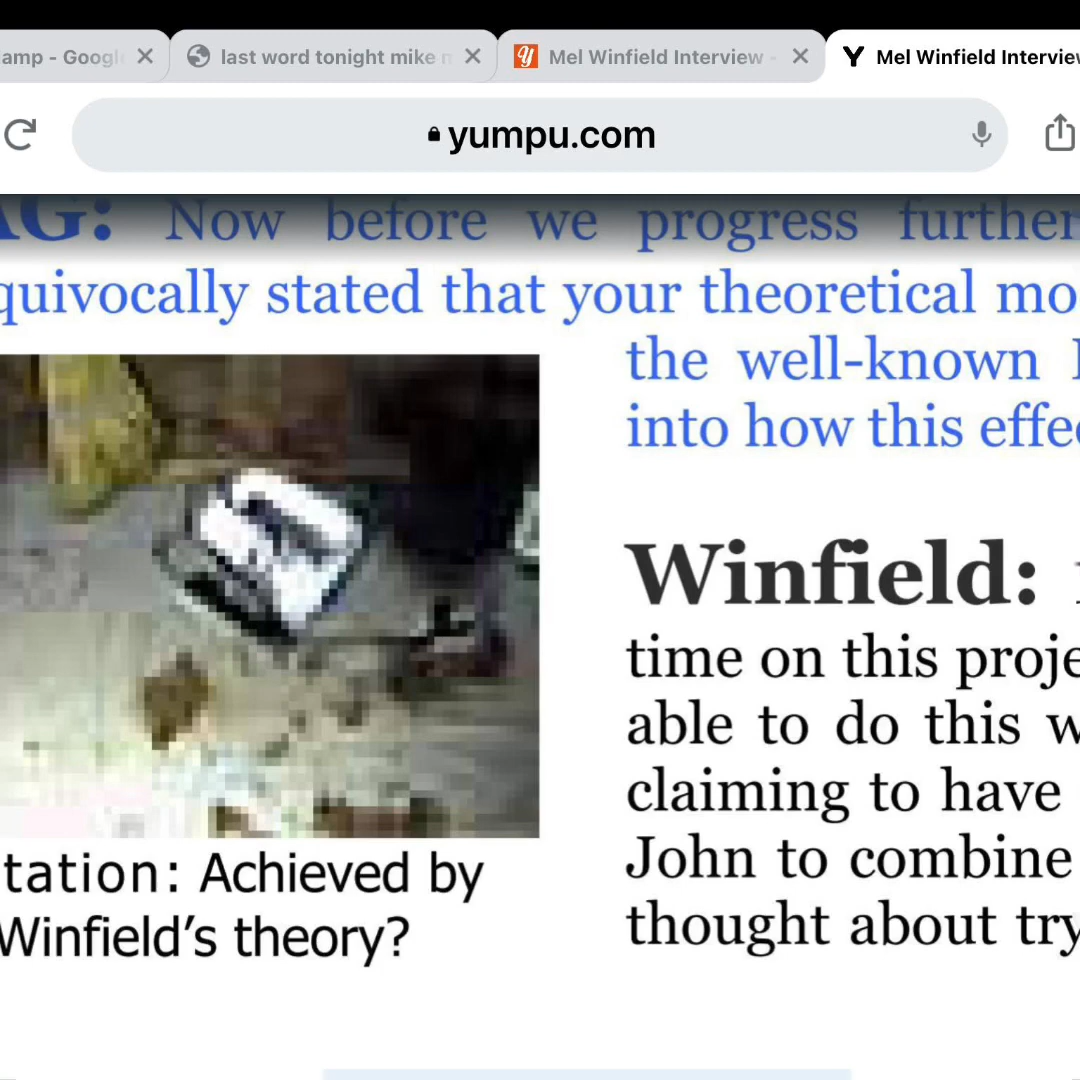 amp - Googl
last word tonight mike
Mel Winfield Interview -
Mel Winfield Interview
yumpu.com
AG: Now before we progress further
quivocally stated that your theoretical mo
the well-known
into how this effe
Winfield:
time on this proje
able to do this w
claiming to have
John to combine
thought about try
tation: Achieved by
Winfield's theory?